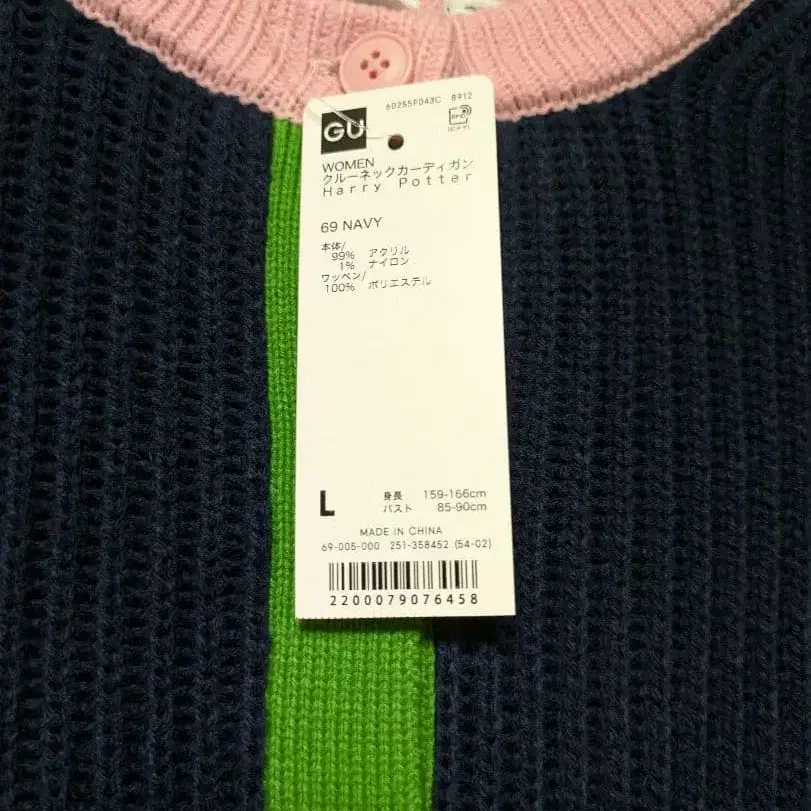 60255F043C 8912
GU
WOMEN
クルーネックカーディガン
Harry Potter
69 NAVY
本体/
99% アクリル
1% ナイロン
ワッペン/
100% ポリエステル
L 身長 159-166cm
バスト 85-90cm
MADE IN CHINA
69-005-000 251-358452 (54-02)
2200079076458